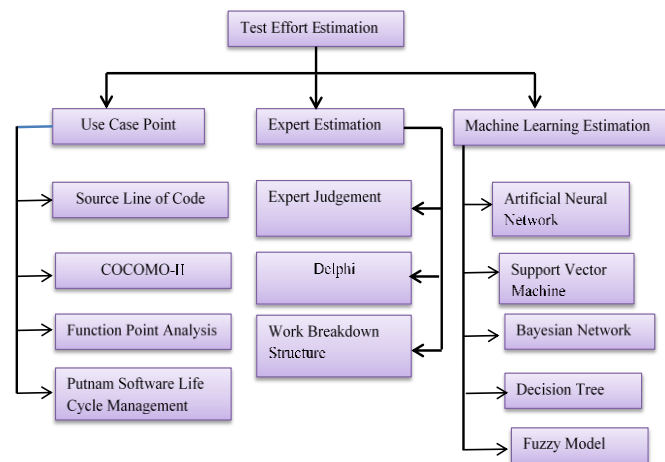 Test Effort Estimation
Use Case Point
Expert Estimation
Machine Learning Estimation
Source Line of Code
COCOMO-II
Function Point Analysis
Putnam Software Life
Cycle Management
Expert Judgement
Delphi
Work Breakdown
Structure
Artificial Neural
Network
Support Vector
Machine
Bayesian Network
Decision Tree
Fuzzy Model